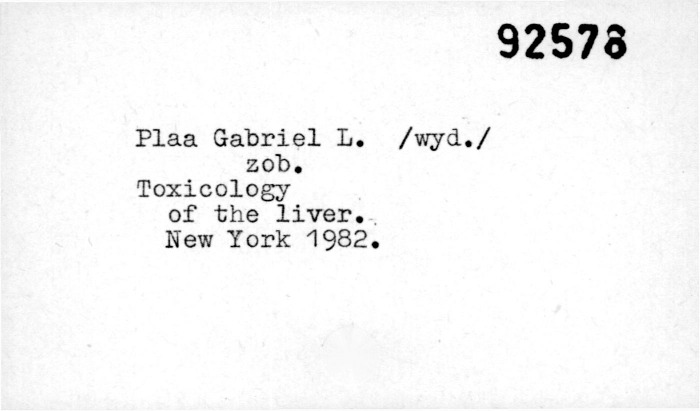 92578
Plaa Gabriel L. /wyd./
zob.
Toxicology
of the liver.
New York 1982.